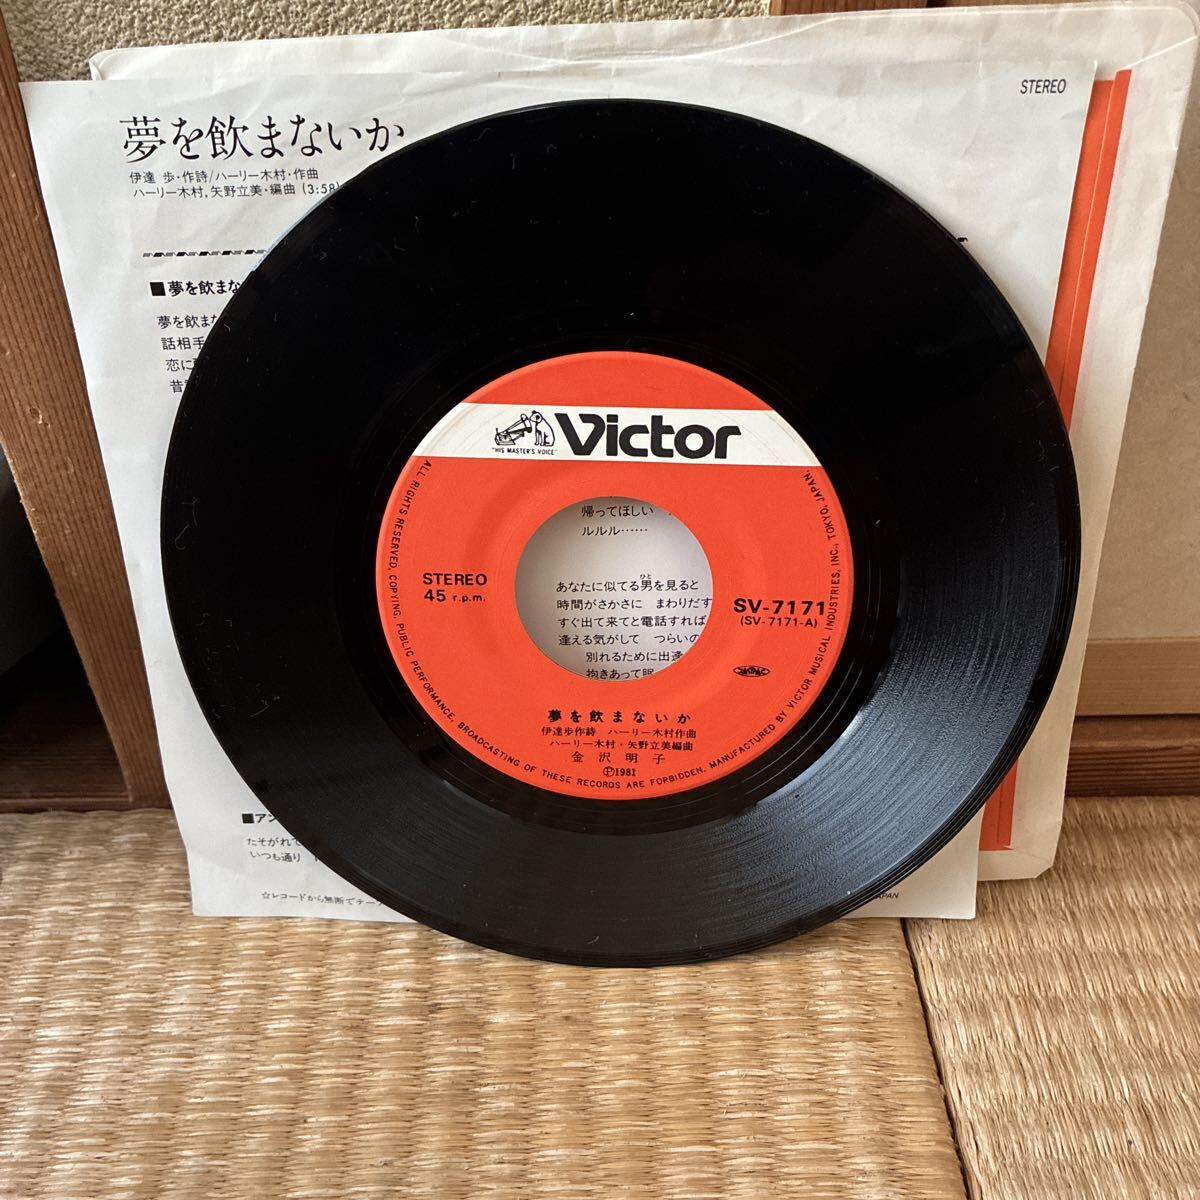 STEREO
夢を飲まないか
伊達 歩・作詩/ハーリー木村・作曲
ハーリー木村,矢野立美・編曲 (3:58)
■夢を飲まな
夢を飲まな
話相手
恋に
昔
Victor
"HIS MASTER'S VOICE"
帰ってほしい
ルルル……
あなたに似てる男を見ると
ひと
時間がさかさに まわりだす
すぐ出て来てと電話すれば
逢える気がして つらいの
別れるために出逢
抱きあって眠
STEREO
45 r.p.m.
SV-7171
(SV-7171-A)
JASRAC
夢を飲まないか
伊達歩作詩 ハーリー木村作曲
ハーリー木村・矢野立美編曲
金沢明子
Ⓟ1981
ALL RIGHTS RESERVED. COPYING, PUBLIC PERFORMANCE, BROADCASTING OF THESE RECORDS ARE FORBIDDEN. MANUFACTURED BY VICTOR MUSICAL INDUSTRIES, INC., TOKYO, JAPAN.
■アン
たそがれて
いつも通り
☆レコードから無断でテー
JAPAN